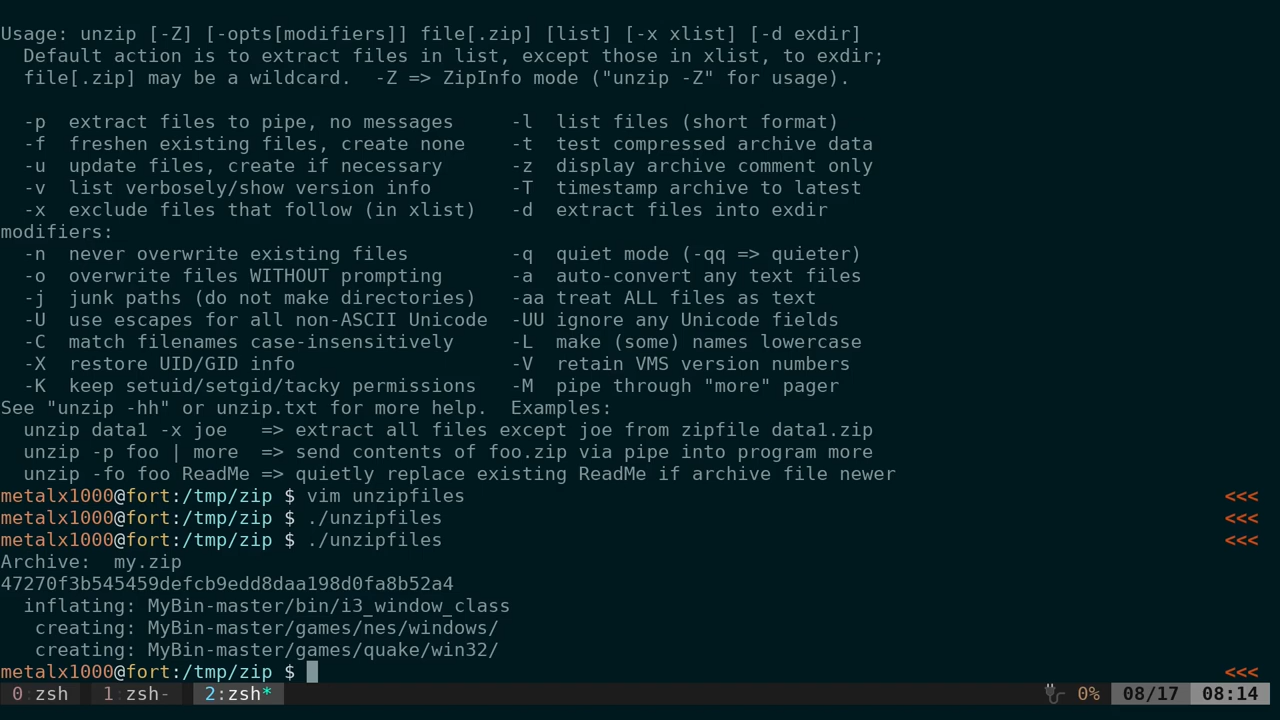 Usage: unzip [-Z] [-opts[modifiers]] file[.zip] [list] [-x xlist] [-d exdir]
  Default action is to extract files in list, except those in xlist, to exdir;
  file[.zip] may be a wildcard.  -Z => ZipInfo mode ("unzip -Z" for usage).

  -p  extract files to pipe, no messages     -l  list files (short format)
  -f  freshen existing files, create none    -t  test compressed archive data
  -u  update files, create if necessary      -z  display archive comment only
  -v  list verbosely/show version info       -T  timestamp archive to latest
  -x  exclude files that follow (in xlist)   -d  extract files into exdir
modifiers:
  -n  never overwrite existing files         -q  quiet mode (-qq => quieter)
  -o  overwrite files WITHOUT prompting      -a  auto-convert any text files
  -j  junk paths (do not make directories)   -aa treat ALL files as text
  -U  use escapes for all non-ASCII Unicode  -UU ignore any Unicode fields
  -C  match filenames case-insensitively     -L  make (some) names lowercase
  -X  restore UID/GID info                   -V  retain VMS version numbers
  -K  keep setuid/setgid/tacky permissions   -M  pipe through "more" pager
See "unzip -hh" or unzip.txt for more help.  Examples:
  unzip data1 -x joe   => extract all files except joe from zipfile data1.zip
  unzip -p foo | more  => send contents of foo.zip via pipe into program more
  unzip -fo foo ReadMe => quietly replace existing ReadMe if archive file newer
metalx1000@fort:/tmp/zip $ vim unzipfiles <<<
metalx1000@fort:/tmp/zip $ ./unzipfiles <<<
metalx1000@fort:/tmp/zip $ ./unzipfiles <<<
Archive:  my.zip
47270f3b545459defcb9edd8daa198d0fa8b52a4
  inflating: MyBin-master/bin/i3_window_class
   creating: MyBin-master/games/nes/windows/
   creating: MyBin-master/games/quake/win32/
metalx1000@fort:/tmp/zip $ <<<
0:zsh 1:zsh- 2:zsh* 0% 08/17 08:14